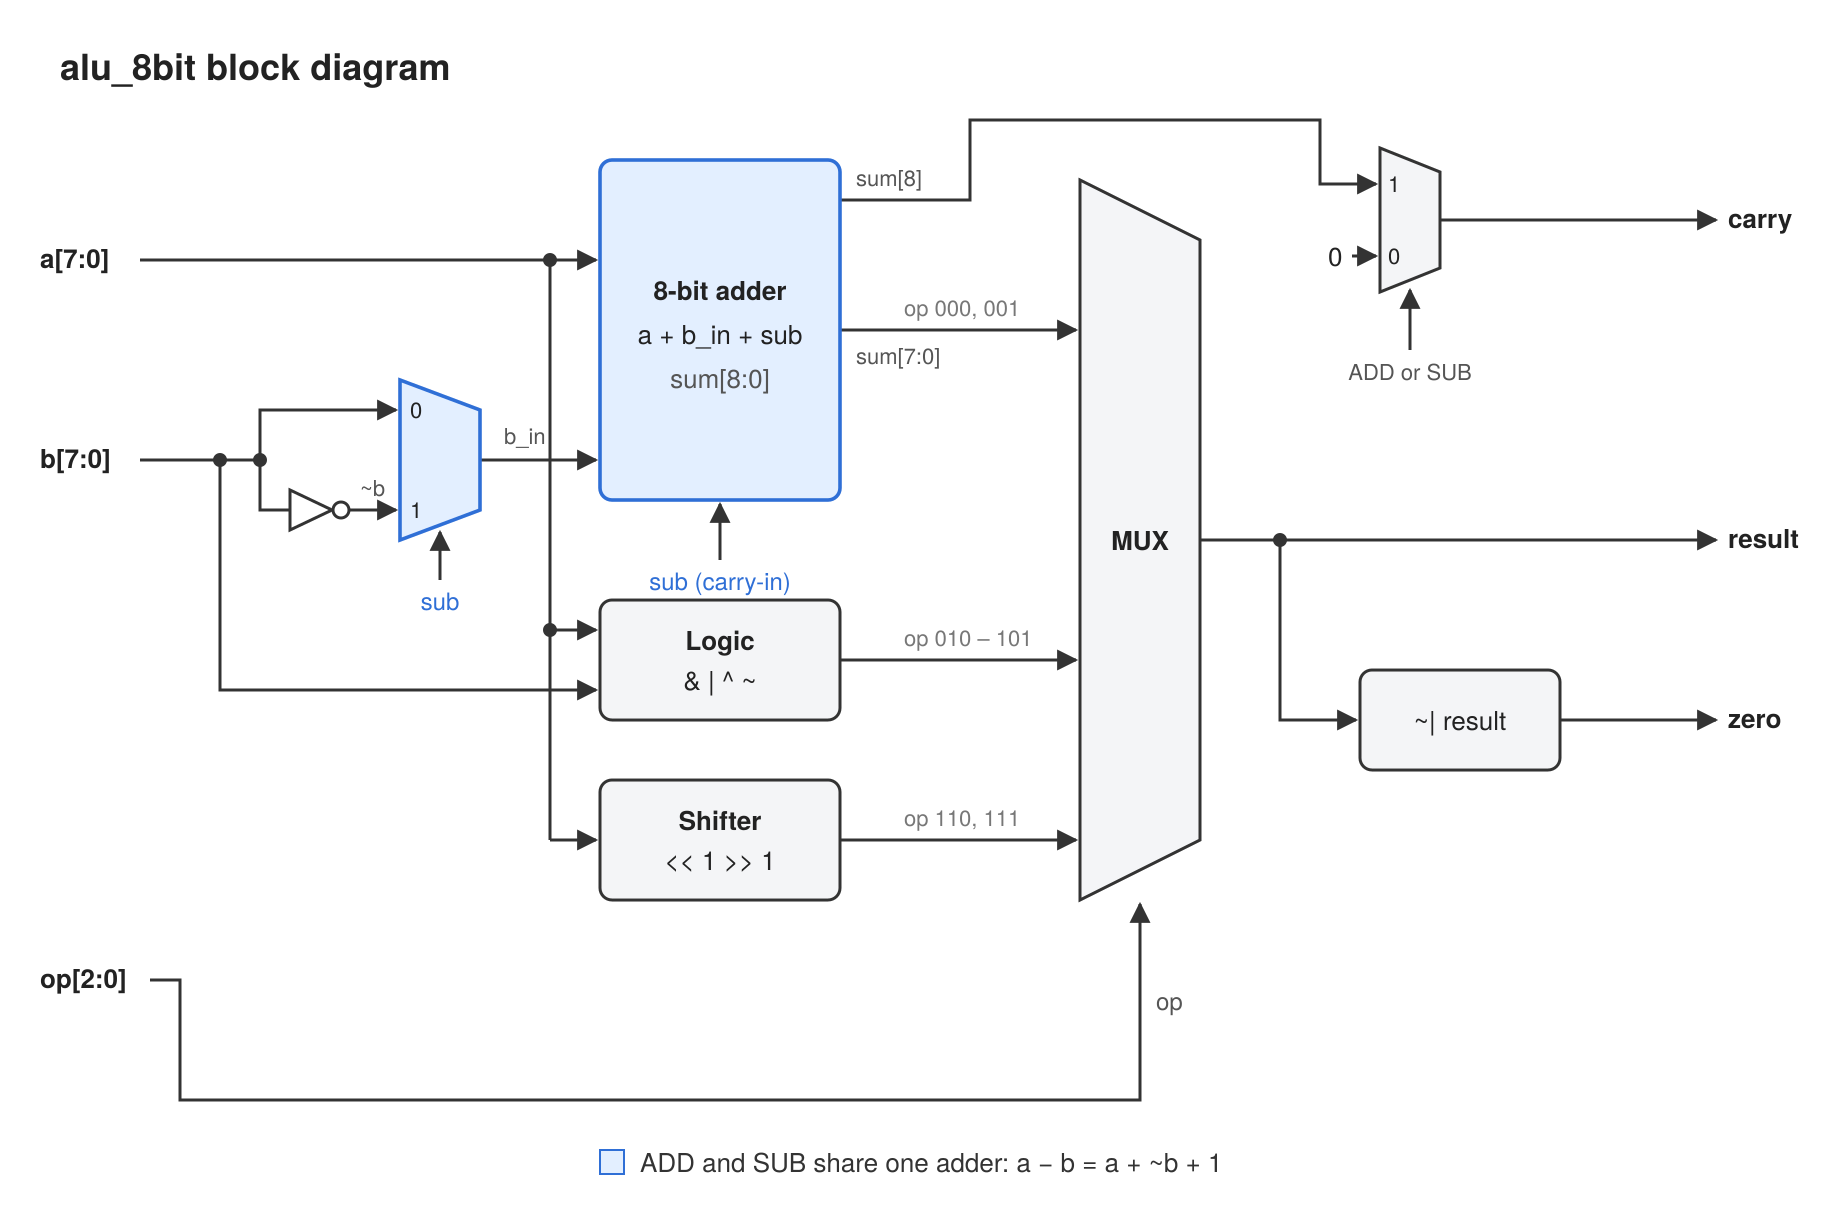 alu_8bit block diagram
sum[8]
1
carry
a[7:0]
0
0
8-bit adder
op 000, 001
a + b_in + sub
sum[7:0]
ADD or SUB
sum[8:0]
0
b_in
b[7:0]
~b
1
MUX
result
sub (carry-in)
sub
Logic
op 010 – 101
& | ^ ~
~| result
zero
Shifter
op 110, 111
<< 1 >> 1
op[2:0]
op
ADD and SUB share one adder: a − b = a + ~b + 1